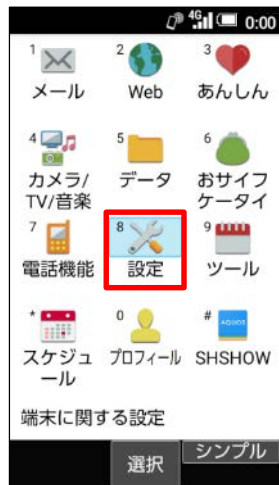 4G 0:00
1 2 3
メール Web あんしん
4 5 6
カメラ/ データ おサイフ
TV/音楽 ケータイ
7 8 9
電話機能 設定 ツール
* 0 #
AQUOS
スケジュ プロフィール SHSHOW
ール
端末に関する設定
選択 シンプル